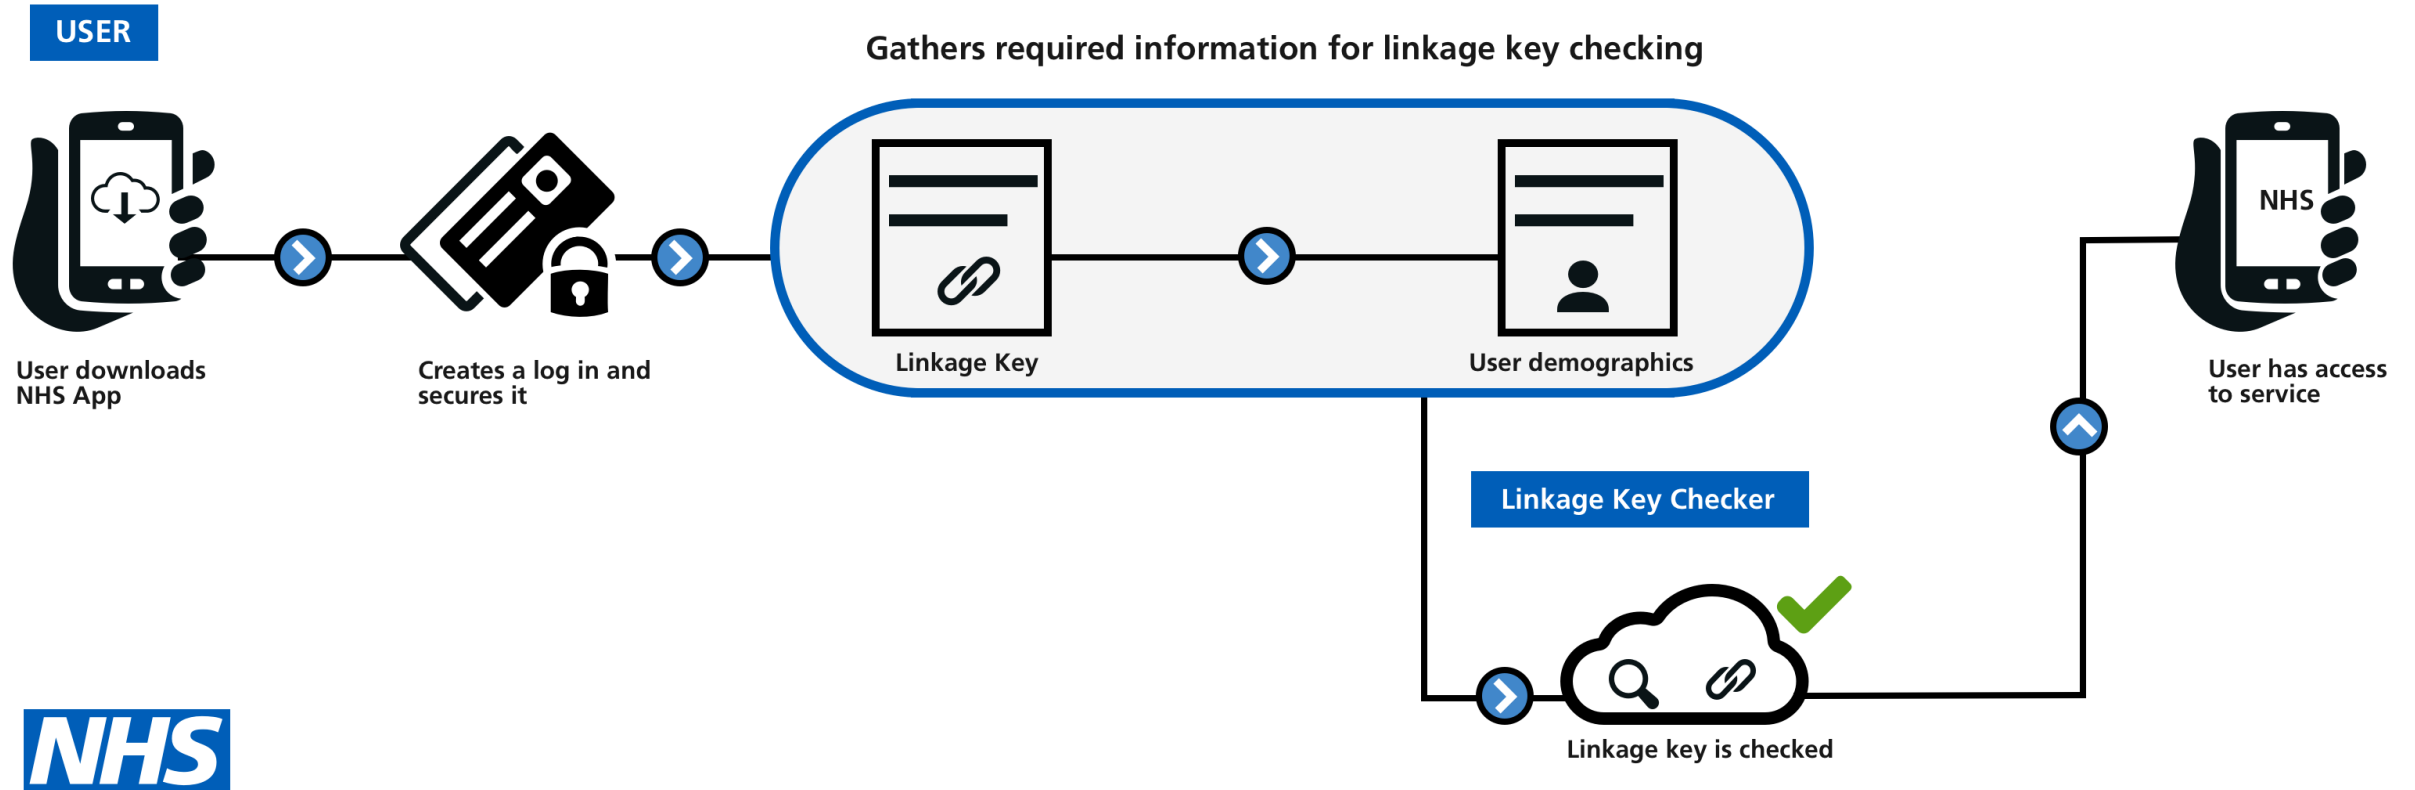 USER
Gathers required information for linkage key checking
NHS
Linkage Key
User demographics
User downloads
NHS App
Creates a log in and
secures it
User has access
to service
Linkage Key Checker
Linkage key is checked
NHS